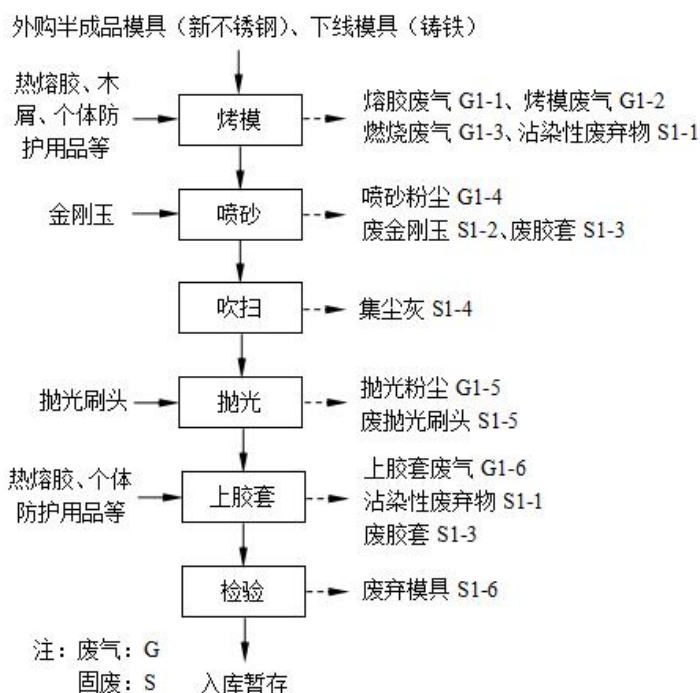 外购半成品模具（新不锈钢）、下线模具（铸铁）
热熔胶、木
屑、个体防
护用品等
烤模
熔胶废气 G1-1、烤模废气 G1-2
燃烧废气 G1-3、沾染性废弃物 S1-1
金刚玉
喷砂
喷砂粉尘 G1-4
废金刚玉 S1-2、废胶套 S1-3
吹扫
集尘灰 S1-4
抛光刷头
抛光
抛光粉尘 G1-5
废抛光刷头 S1-5
热熔胶、个体
防护用品等
上胶套
上胶套废气 G1-6
沾染性废弃物 S1-1
废胶套 S1-3
检验
废弃模具 S1-6
注：废气：G
固废：S
入库暂存